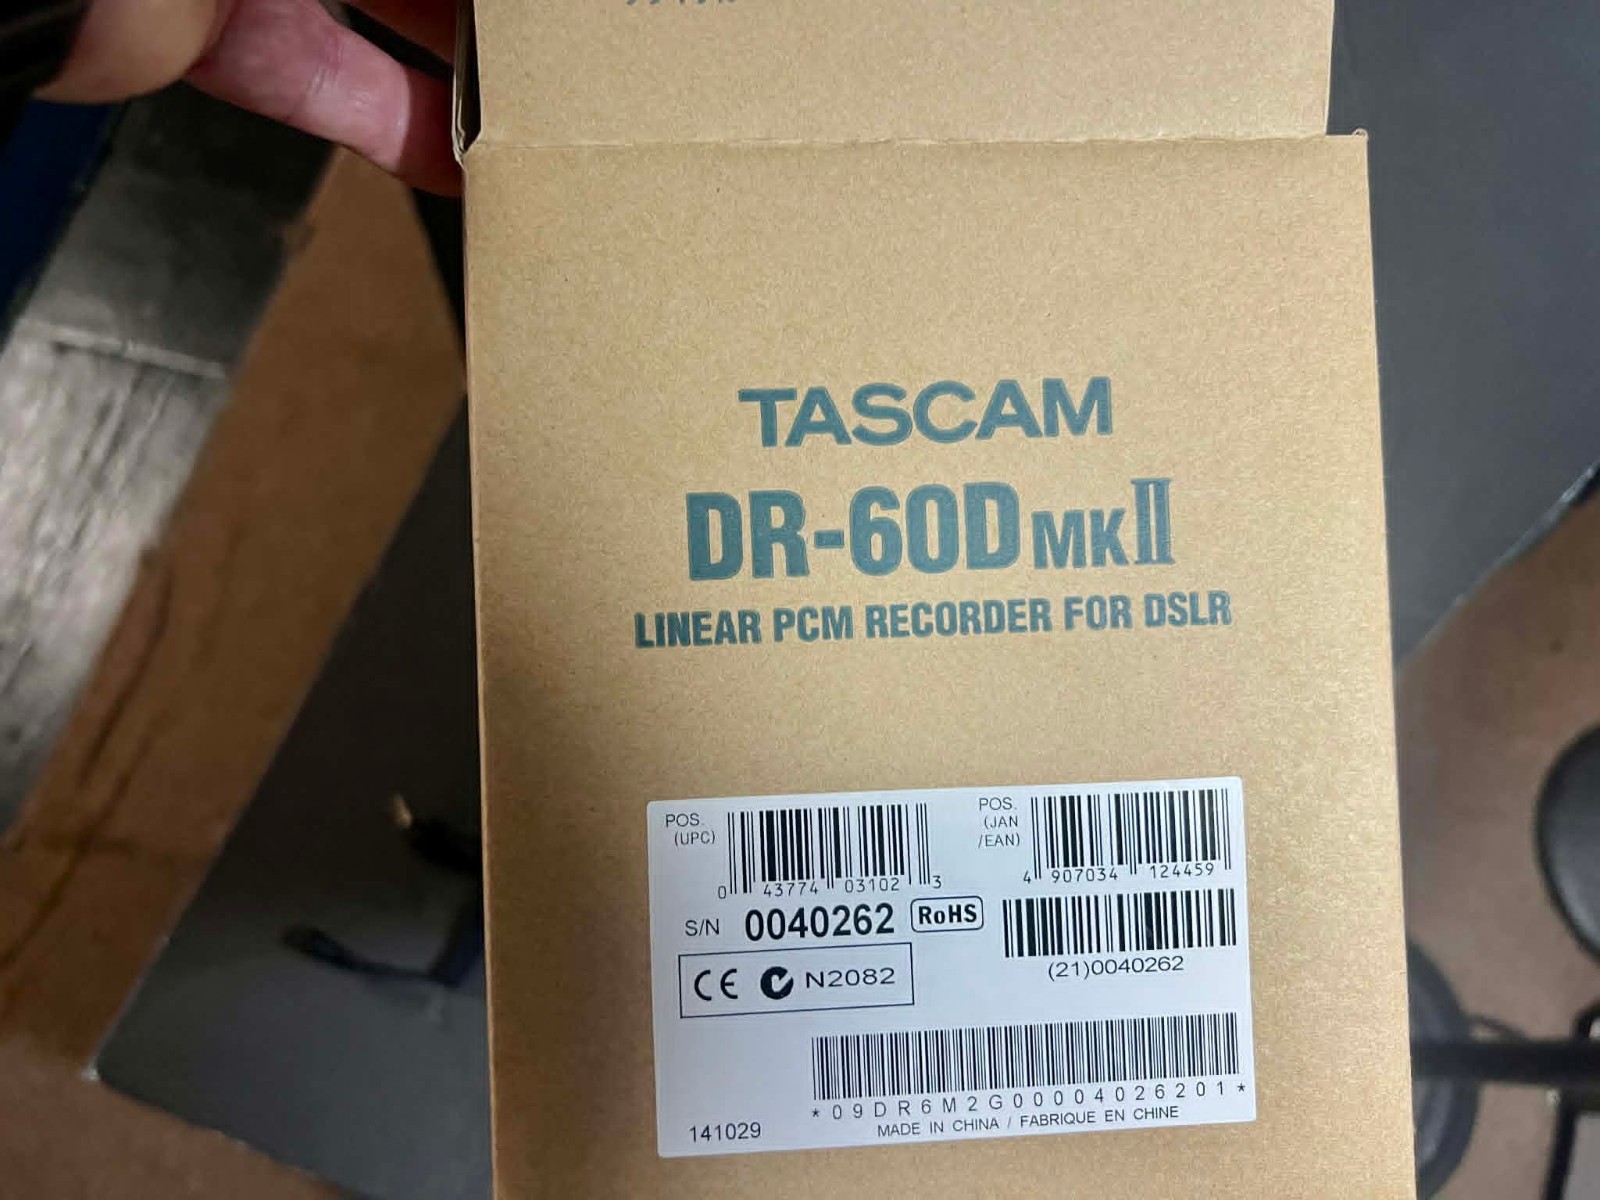 TASCAM
DR-60D MKII
LINEAR PCM RECORDER FOR DSLR
POS.
(UPC)
0 43774 03102 3
POS.
(JAN
/EAN)
4 907034 124459
S/N 0040262 RoHS
(21)0040262
CE N2082
*09DR6M2G00004026201*
141029
MADE IN CHINA / FABRIQUE EN CHINE